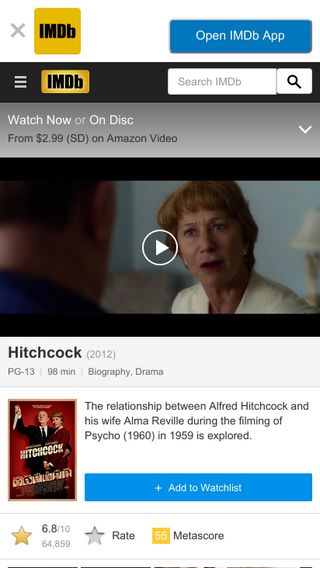 IMDb
Open IMDb App
IMDb
Search IMDb
Watch Now or On Disc
From $2.99 (SD) on Amazon Video
Hitchcock (2012)
PG-13 | 98 min | Biography, Drama
The relationship between Alfred Hitchcock and
his wife Alma Reville during the filming of
Psycho (1960) in 1959 is explored.
HITCHCOCK
+ Add to Watchlist
6.8/10
64,859
Rate
55 Metascore